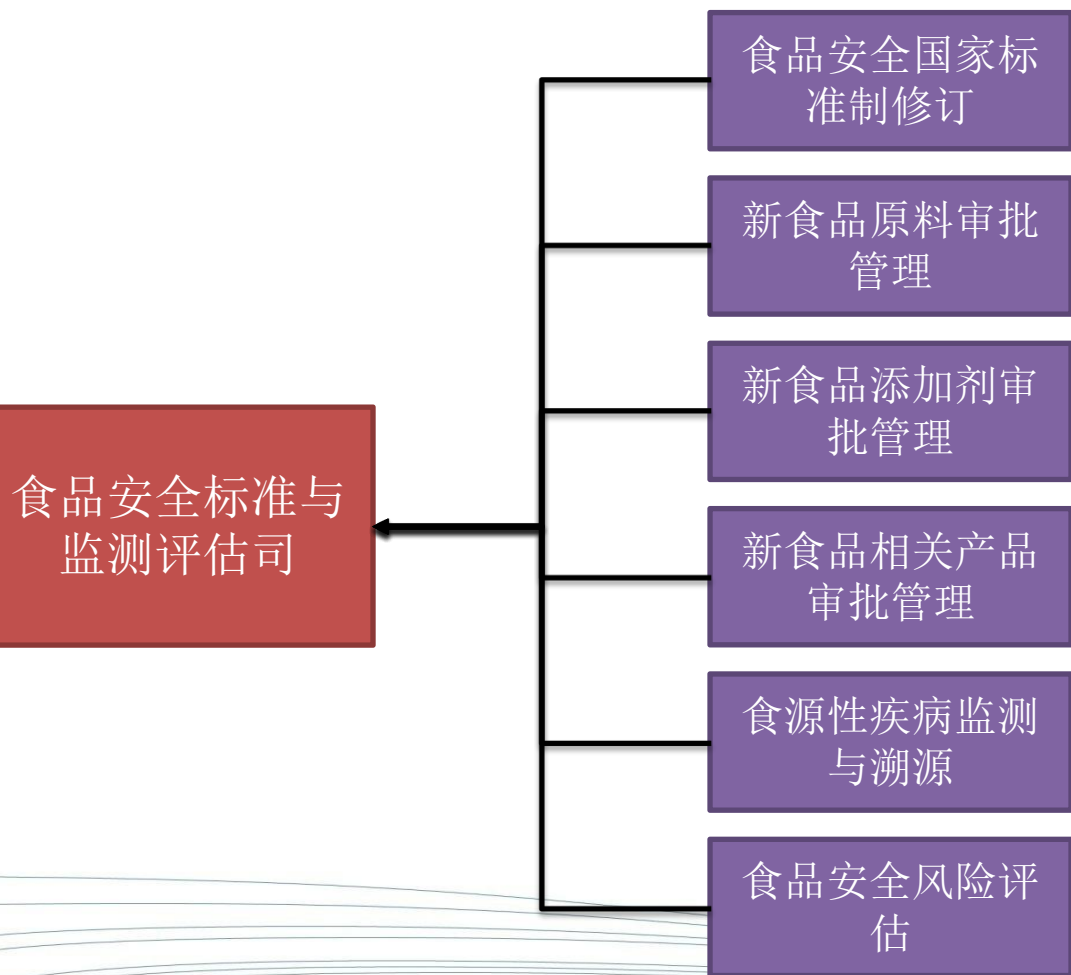 食品安全国家标
准制修订
新食品原料审批
管理
新食品添加剂审
批管理
食品安全标准与
监测评估司
新食品相关产品
审批管理
食源性疾病监测
与溯源
食品安全风险评
估